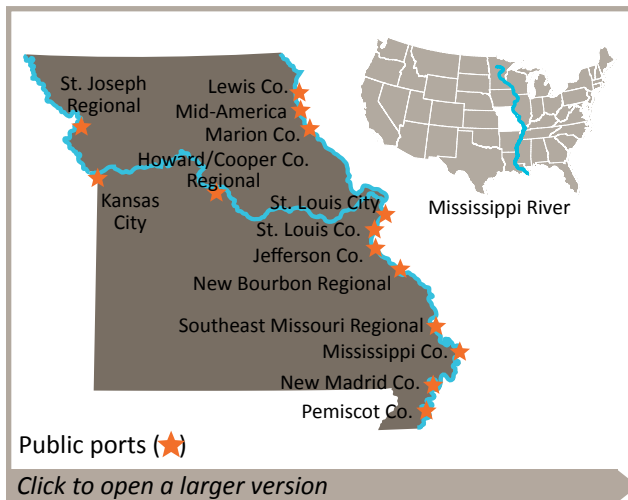 St. Joseph
Regional
Lewis Co.
Mid-America
Marion Co.
Howard/Cooper Co.
Regional
Kansas
City
St. Louis City
St. Louis Co.
Jefferson Co.
New Bourbon Regional
Southeast Missouri Regional
Mississippi Co.
New Madrid Co.
Pemiscot Co.
Mississippi River
Public ports ( )
Click to open a larger version